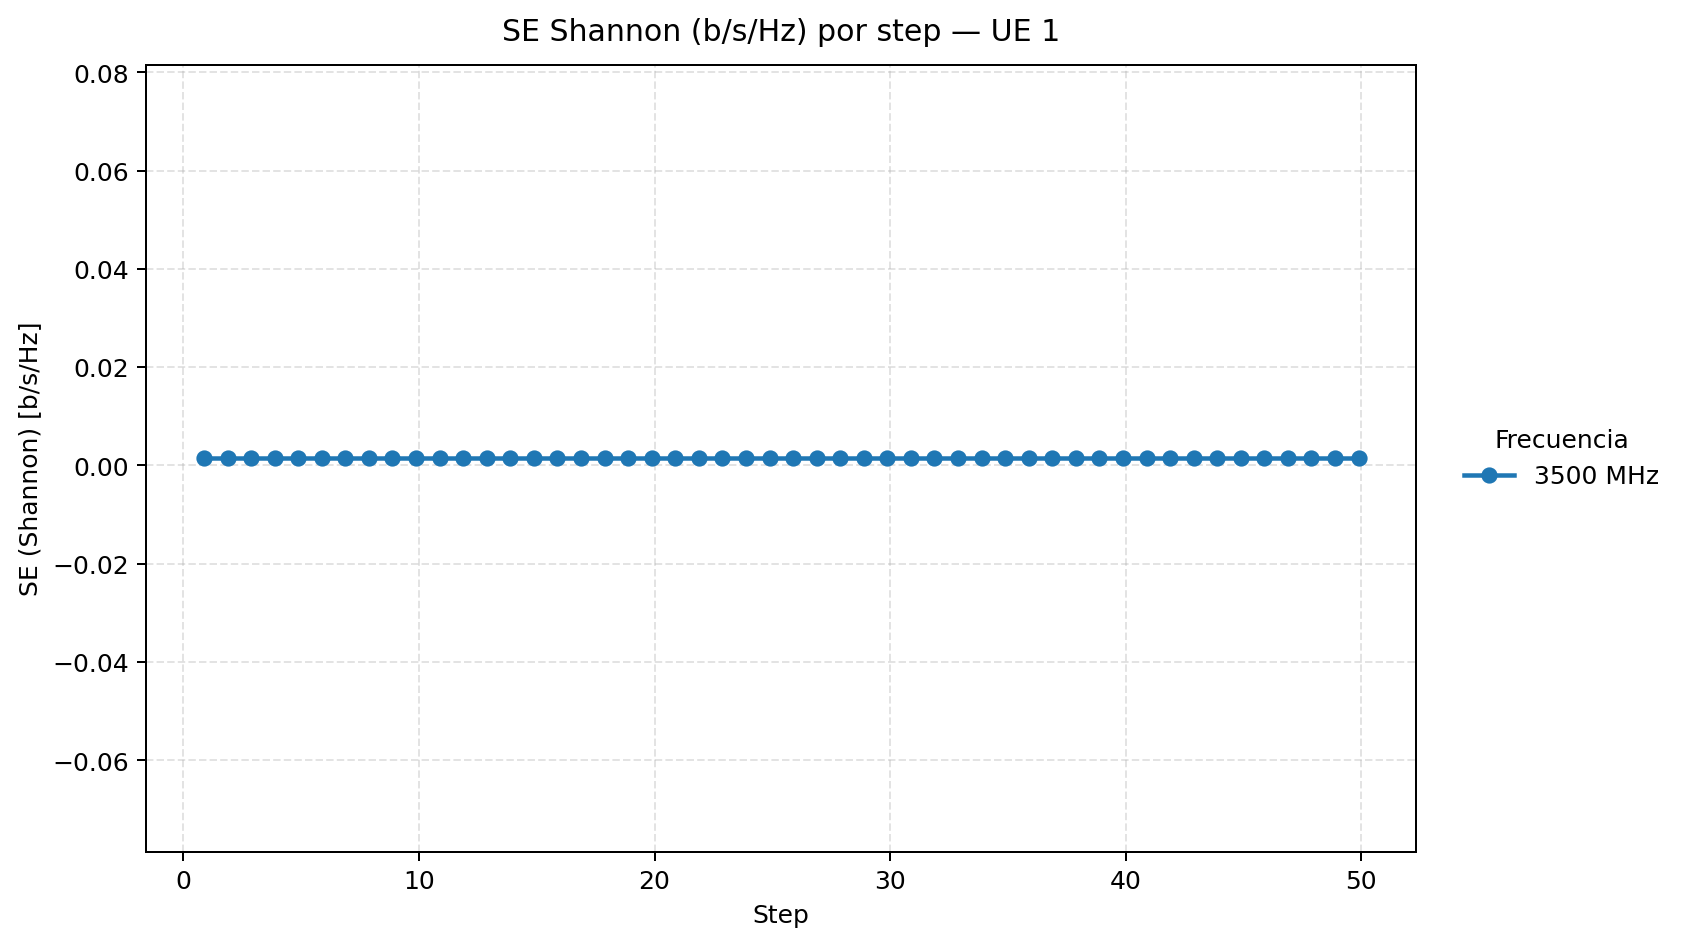 SE Shannon (b/s/Hz) por step — UE 1
SE (Shannon) [b/s/Hz]
0.08
0.06
0.04
0.02
0.00
−0.02
−0.04
−0.06
0 10 20 30 40 50
Step
Frecuencia
3500 MHz